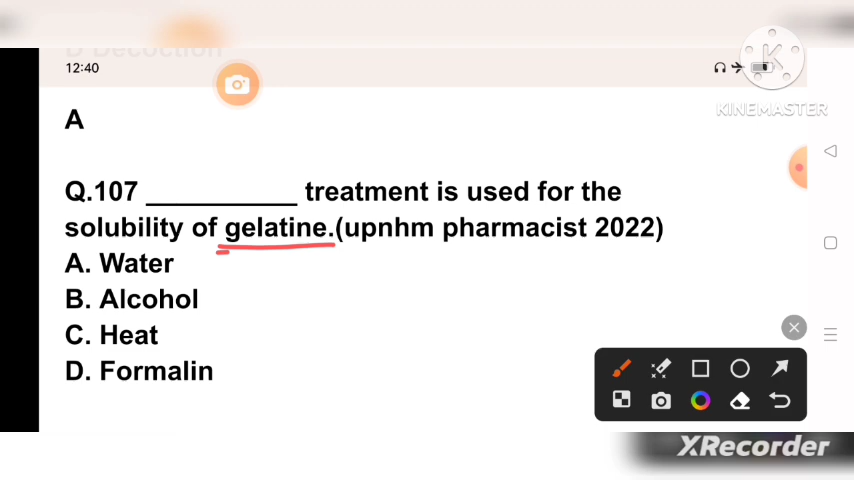 D Decoction
12:40
KINEMASTER
A
Q.107 __________ treatment is used for the
solubility of gelatine.(upnhm pharmacist 2022)
A. Water
B. Alcohol
C. Heat
D. Formalin
XRecorder